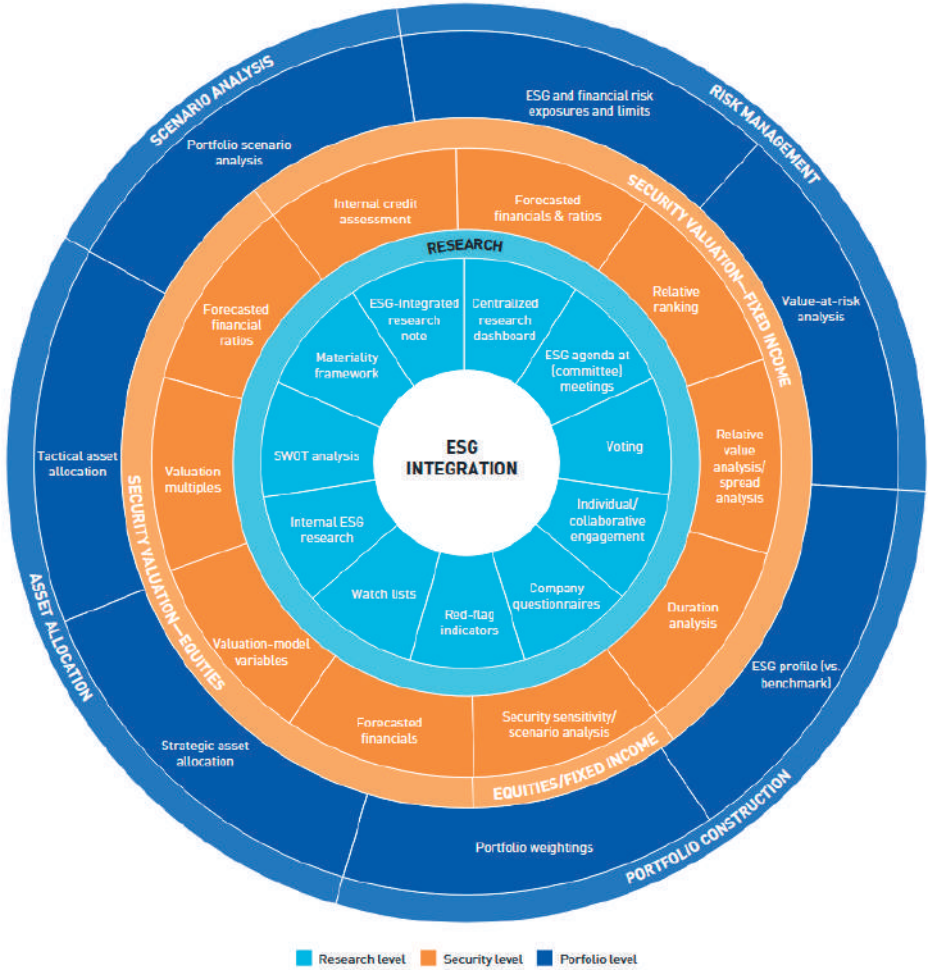 SCENARIO ANALYSIS
RISK MANAGEMENT
ESG and financial risk
exposures and limits
Portfolio scenario
analysis
SECURITY VALUATION—FIXED INCOME
Internal credit
assessment
Forecasted
financials & ratios
RESEARCH
Forecasted
financial
ratios
ESG-integrated
research
note
Centralized
research
dashboard
Relative
ranking
Value-at-risk
analysis
Materiality
framework
ESG agenda at
(committee)
meetings
Tactical asset
allocation
Valuation
multiples
SWOT analysis
ESG
INTEGRATION
Voting
Relative
value
analysis/
spread
analysis
SECURITY VALUATION—EQUITIES
Internal ESG
research
Individual/
collaborative
engagement
ASSET ALLOCATION
Watch lists
Red-flag
indicators
Company
questionnaires
Duration
analysis
Valuation-model
variables
ESG profile (vs.
benchmark)
Strategic asset
allocation
Forecasted
financials
Security sensitivity/
scenario analysis
EQUITIES/FIXED INCOME
Portfolio weightings
PORTFOLIO CONSTRUCTION
Research level
Security level
Porfolio level